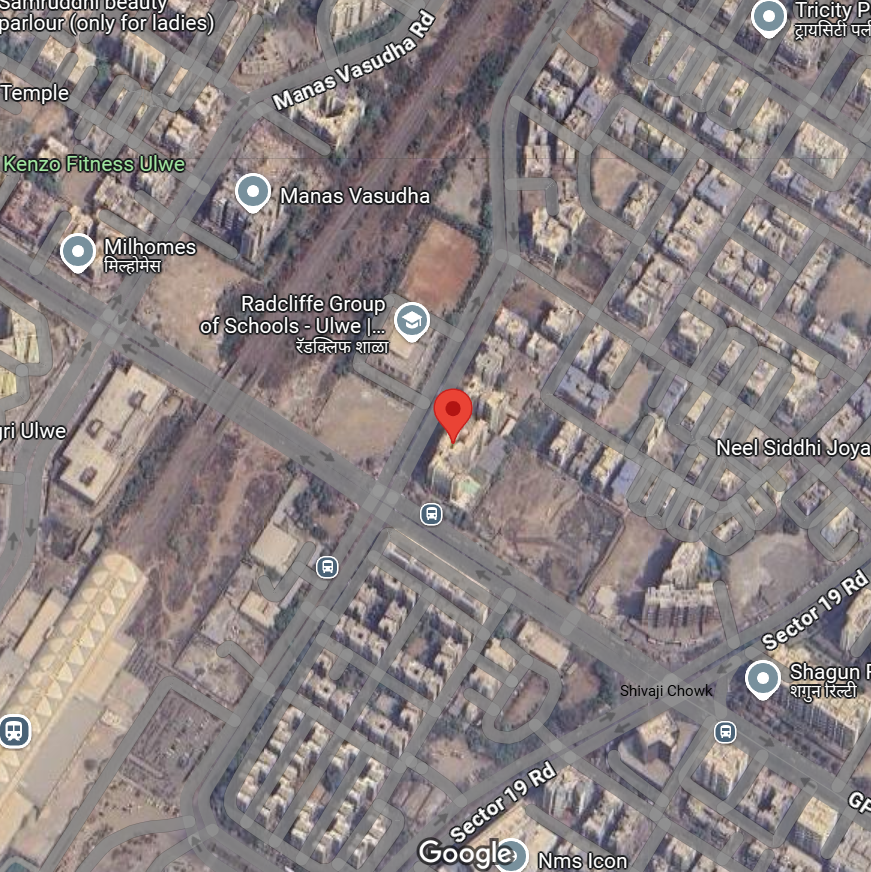 Samruddhi beauty
parlour (only for ladies)
Manas Vasudha Rd
Tricity P
ट्रायसिटी पलॅ
Temple
Kenzo Fitness Ulwe
Manas Vasudha
Milhomes
मिल्होमेस
Radcliffe Group
of Schools - Ulwe |...
रॅडक्लिफ शाळा
gri Ulwe
Neel Siddhi Joya
Sector 19 Rd
Shivaji Chowk
Shagun R
शगुन रिल्टी
Sector 19 Rd
Gp
Google
Nms Icon